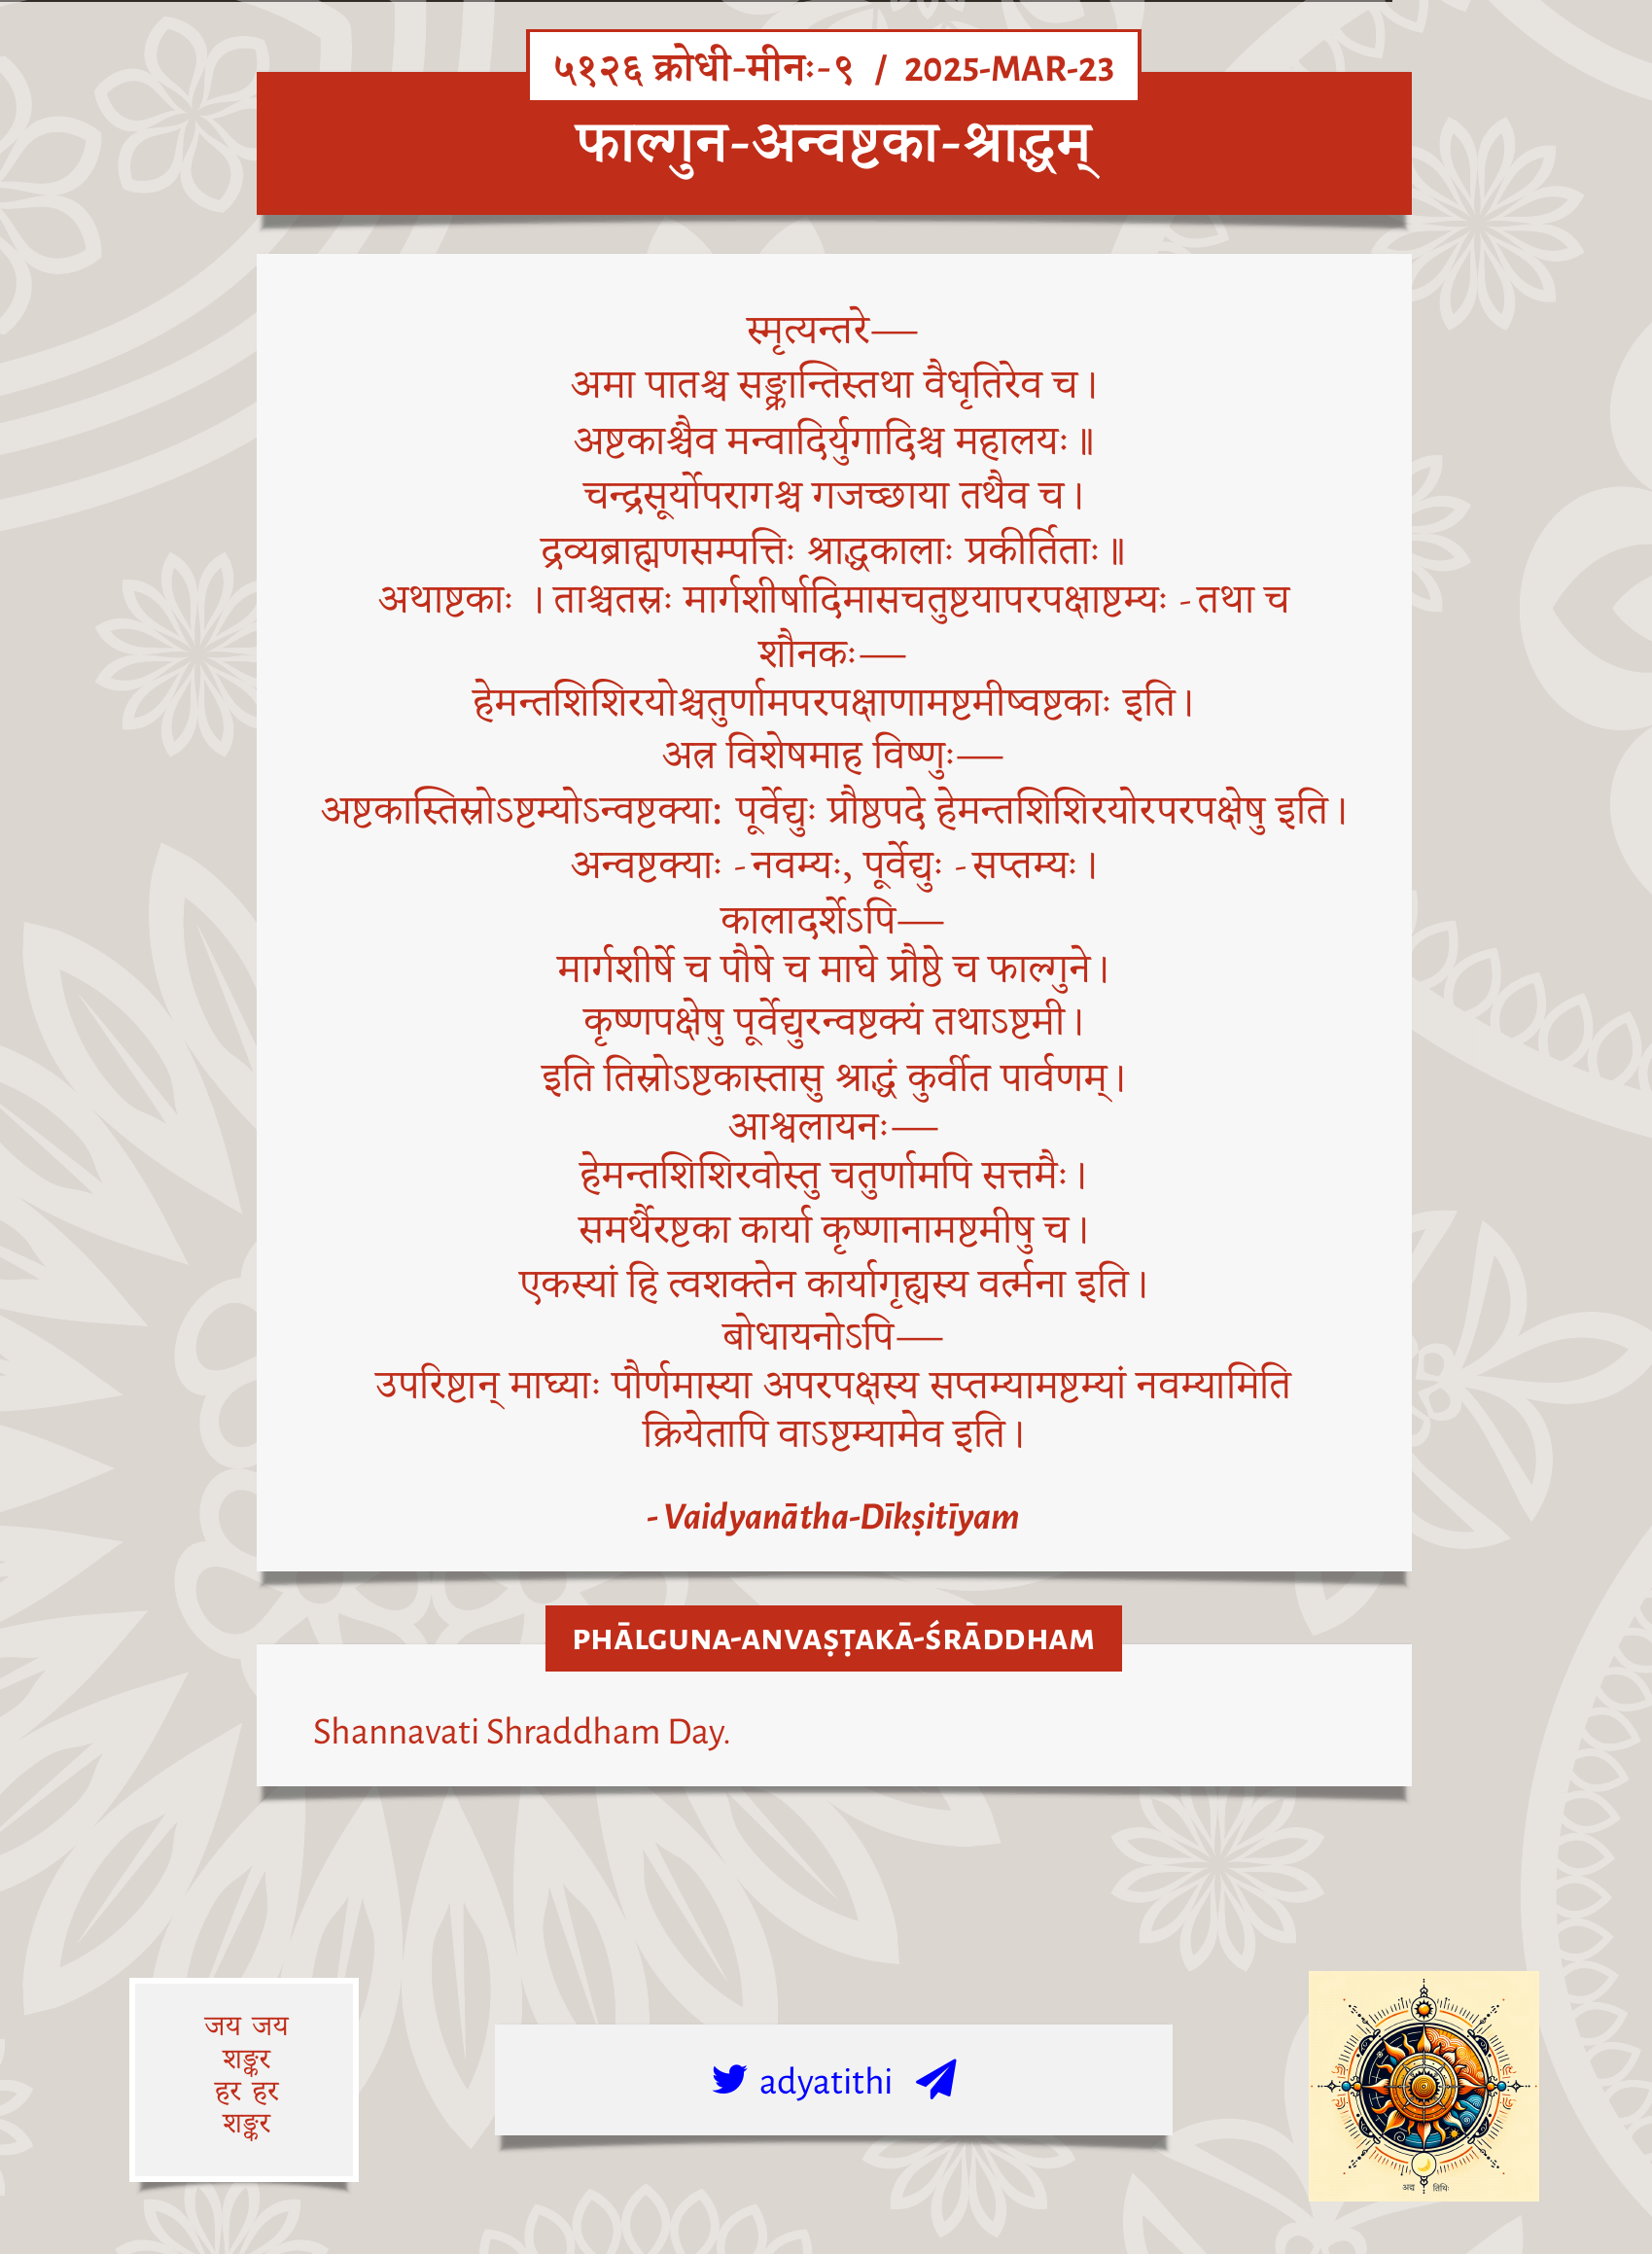 ५१२६ क्रोधी-मीनः-९ / 2025-MAR-23
फाल्गुन-अन्वष्टका-श्राद्धम्
स्मृत्यन्तरे—
अमा पातश्च सङ्क्रान्तिस्तथा वैधृतिरेव च।
अष्टकाश्चैव मन्वादिर्युगादिश्च महालयः॥
चन्द्रसूर्योपरागश्च गजच्छाया तथैव च।
द्रव्यब्राह्मणसम्पत्तिः श्राद्धकालाः प्रकीर्तिताः॥
अथाष्टकाः । ताश्चतस्रः मार्गशीर्षादिमासचतुष्टयापरपक्षाष्टम्यः - तथा च
शौनकः—
हेमन्तशिशिरयोश्चतुर्णामपरपक्षाणामष्टमीष्वष्टकाः इति।
अत्र विशेषमाह विष्णुः—
अष्टकास्तिस्रोऽष्टम्योऽन्वष्टक्या: पूर्वेद्युः प्रौष्ठपदे हेमन्तशिशिरयोरपरपक्षेषु इति।
अन्वष्टक्याः - नवम्यः, पूर्वेद्युः - सप्तम्यः।
कालादर्शेऽपि—
मार्गशीर्षे च पौषे च माघे प्रौष्ठे च फाल्गुने।
कृष्णपक्षेषु पूर्वेद्युरन्वष्टक्यं तथाऽष्टमी।
इति तिस्रोऽष्टकास्तासु श्राद्धं कुर्वीत पार्वणम्।
आश्वलायनः—
हेमन्तशिशिरवोस्तु चतुर्णामपि सत्तमैः।
समर्थैरष्टका कार्या कृष्णानामष्टमीषु च।
एकस्यां हि त्वशक्तेन कार्यागृह्यस्य वर्त्मना इति।
बोधायनोऽपि—
उपरिष्टान् माघ्याः पौर्णमास्या अपरपक्षस्य सप्तम्यामष्टम्यां नवम्यामिति
क्रियेतापि वाऽष्टम्यामेव इति।
- Vaidyanātha-Dīkṣitīyam
PHĀLGUNA-ANVAṢṬAKĀ-ŚRĀDDHAM
Shannavati Shraddham Day.
जय जय
शङ्कर
हर हर
शङ्कर
adyatithi
अद्य तिथिः